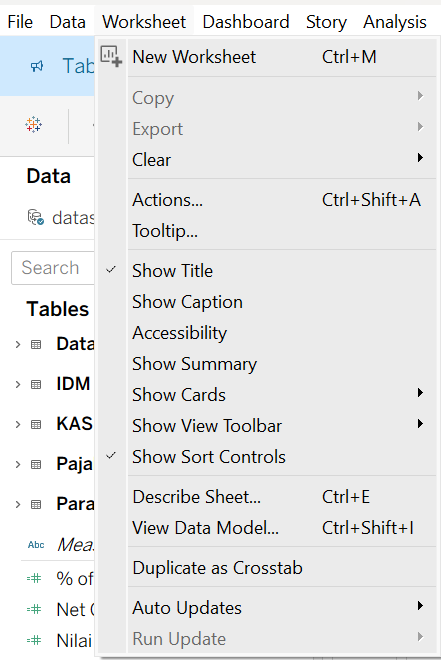 File Data Worksheet Dashboard Story Analysis
Tab
New Worksheet Ctrl+M
Copy
Export
Clear
Data
Actions... Ctrl+Shift+A
datas
Tooltip...
Search
Show Title
Show Caption
Tables
Accessibility
Data
Show Summary
IDM
Show Cards
KAS
Show View Toolbar
Paja
Show Sort Controls
Para
Describe Sheet... Ctrl+E
View Data Model... Ctrl+Shift+I
Abc Meas
Duplicate as Crosstab
% of
Net
Auto Updates
Nilai
Run Update